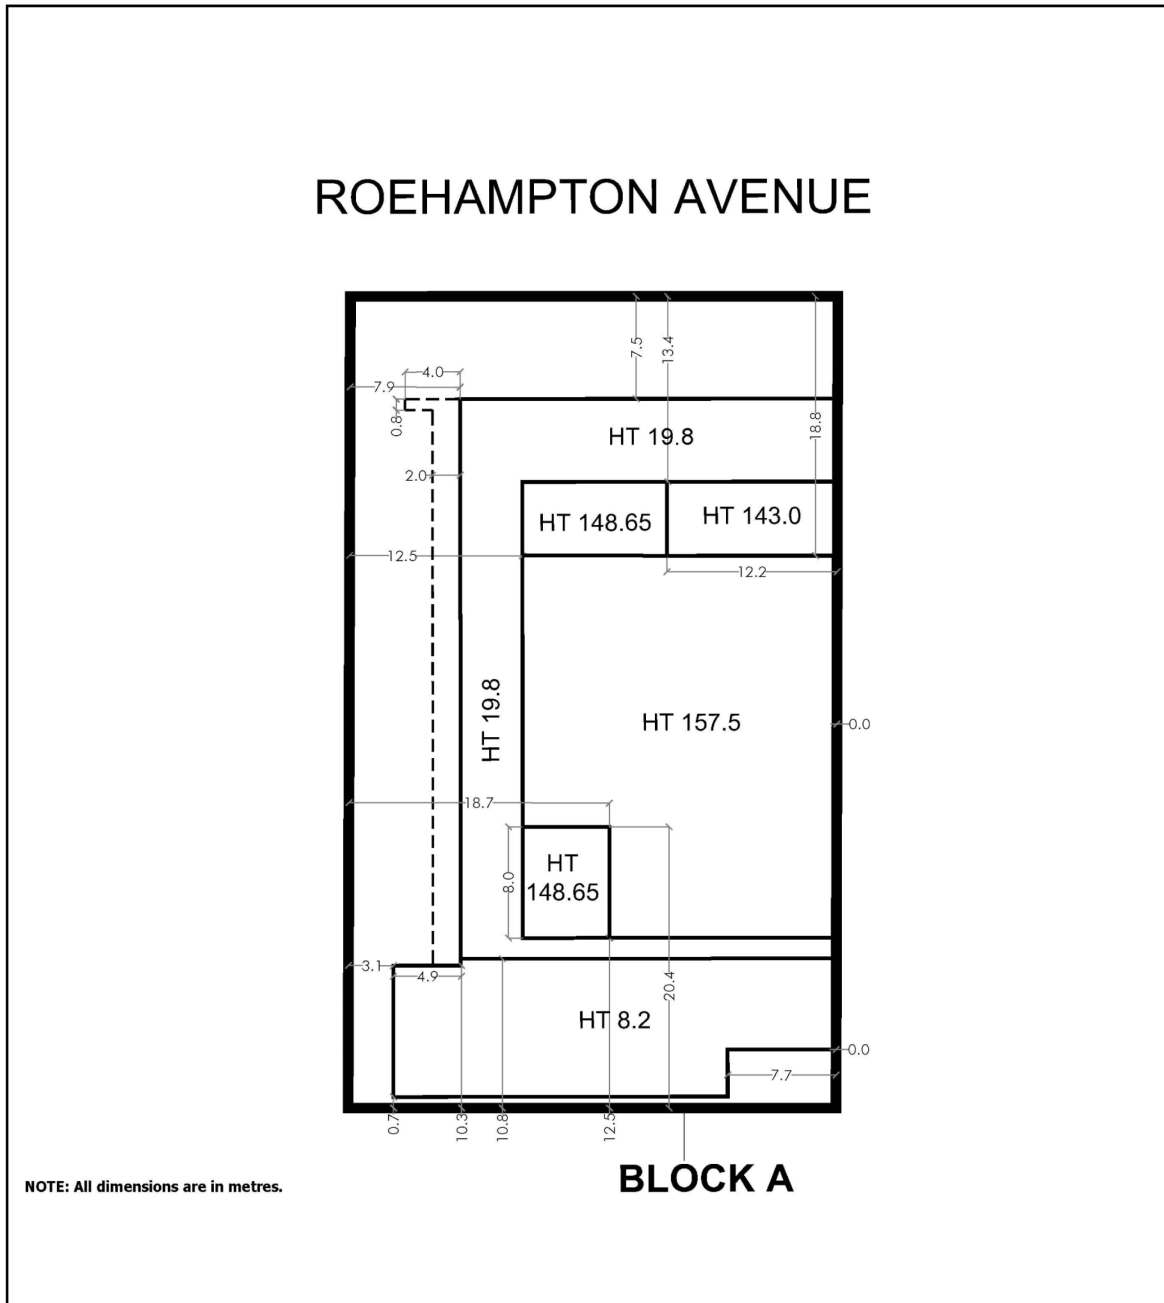 ROEHAMPTON AVENUE
7.5
13.4
4.0
7.9
0.8
18.8
HT 19.8
2.0
HT 148.65
HT 143.0
12.5
12.2
HT 19.8
HT 157.5
0.0
18.7
8.0
HT
148.65
3.1
4.9
20.4
HT 8.2
0.0
7.7
0.7
10.3
10.8
12.5
BLOCK A
NOTE: All dimensions are in metres.